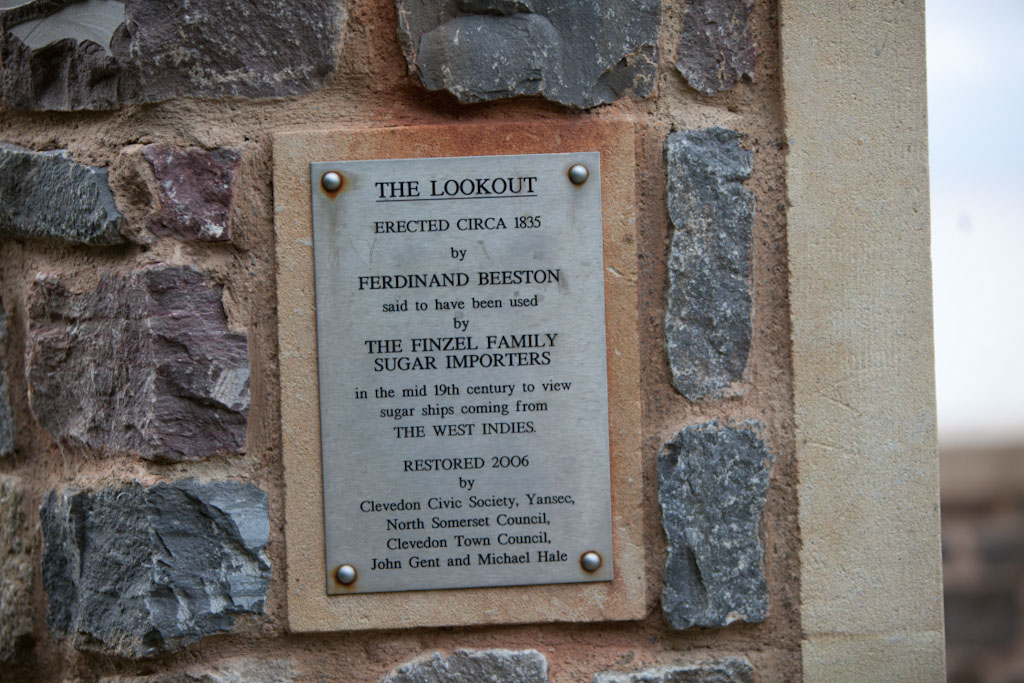 THE LOOKOUT
ERECTED CIRCA 1835
by
FERDINAND BEESTON
said to have been used
by
THE FINZEL FAMILY
SUGAR IMPORTERS
in the mid 19th century to view
sugar ships coming from
THE WEST INDIES.
RESTORED 2006
by
Clevedon Civic Society, Yansec,
North Somerset Council,
Clevedon Town Council,
John Gent and Michael Hale